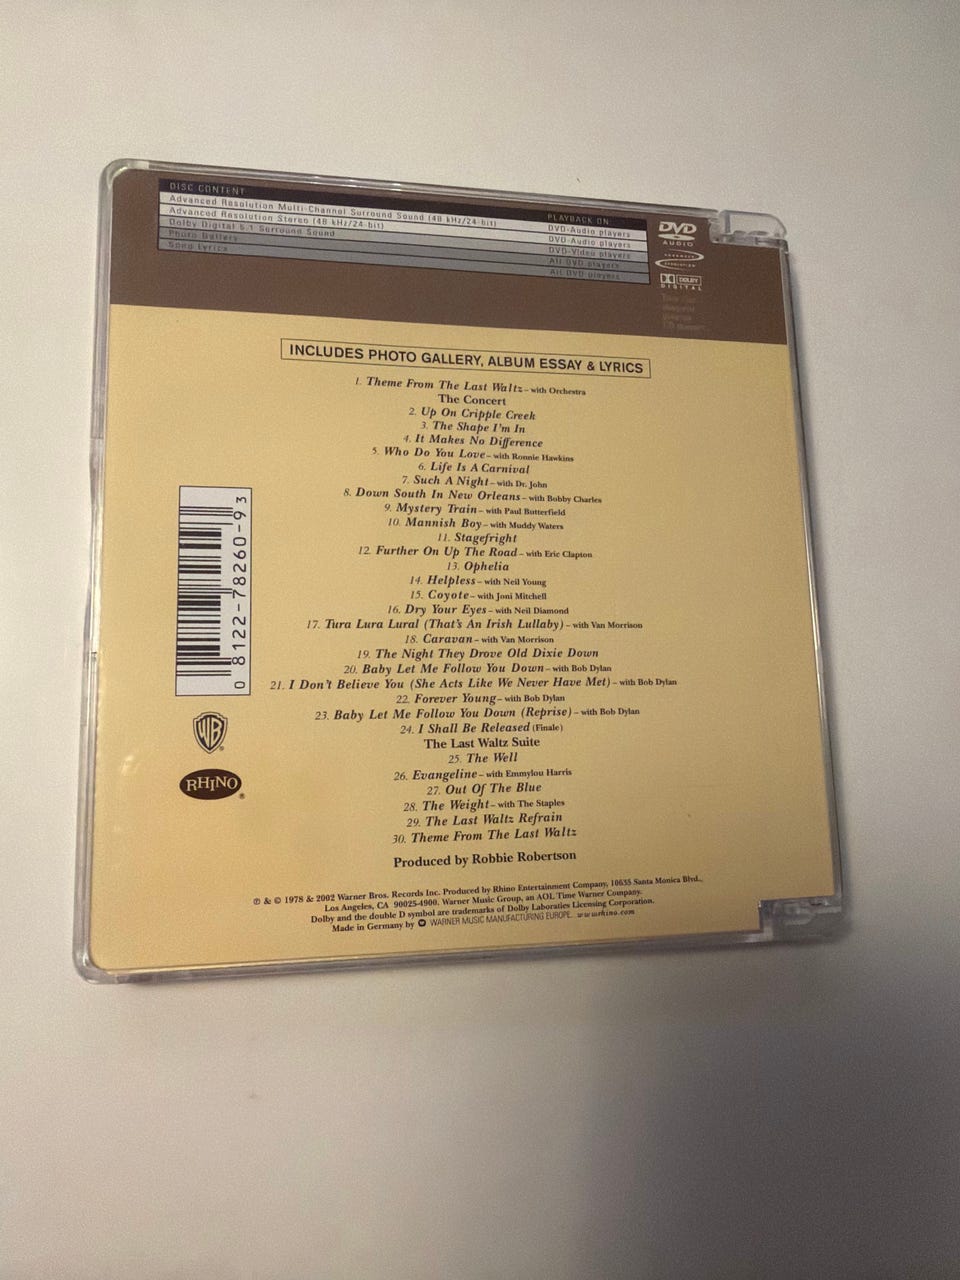 DISC CONTENT PLAYBACK ON:
Advanced Resolution Multi-Channel Surround Sound (48 kHz/24-bit) DVD-Audio players
Advanced Resolution Stereo (48 kHz/24-bit) DVD-Audio players
Dolby Digital 5.1 Surround Sound DVD-Video players
Photo Gallery All DVD players
Song Lyrics All DVD players
DVD
AUDIO
ADVANCED
RESOLUTION
DOLBY
DIGITAL
INCLUDES PHOTO GALLERY, ALBUM ESSAY & LYRICS
1. Theme From The Last Waltz – with Orchestra
The Concert
2. Up On Cripple Creek
3. The Shape I'm In
4. It Makes No Difference
5. Who Do You Love – with Ronnie Hawkins
6. Life Is A Carnival
7. Such A Night – with Dr. John
8. Down South In New Orleans – with Bobby Charles
9. Mystery Train – with Paul Butterfield
10. Mannish Boy – with Muddy Waters
11. Stagefright
12. Further On Up The Road – with Eric Clapton
13. Ophelia
14. Helpless – with Neil Young
15. Coyote – with Joni Mitchell
16. Dry Your Eyes – with Neil Diamond
17. Tura Lura Lural (That's An Irish Lullaby) – with Van Morrison
18. Caravan – with Van Morrison
19. The Night They Drove Old Dixie Down
20. Baby Let Me Follow You Down – with Bob Dylan
21. I Don't Believe You (She Acts Like We Never Have Met) – with Bob Dylan
22. Forever Young – with Bob Dylan
23. Baby Let Me Follow You Down (Reprise) – with Bob Dylan
24. I Shall Be Released (Finale)
The Last Waltz Suite
25. The Well
26. Evangeline – with Emmylou Harris
27. Out Of The Blue
28. The Weight – with The Staples
29. The Last Waltz Refrain
30. Theme From The Last Waltz
Produced by Robbie Robertson
0 8122-78260-9 3
WB
RHINO
℗ & © 1978 & 2002 Warner Bros. Records Inc. Produced by Rhino Entertainment Company, 10635 Santa Monica Blvd.,
Los Angeles, CA 90025-4900. Warner Music Group, an AOL Time Warner Company.
Dolby and the double D symbol are trademarks of Dolby Laboraties Licensing Corporation.
Made in Germany by WARNER MUSIC MANUFACTURING EUROPE. www.rhino.com